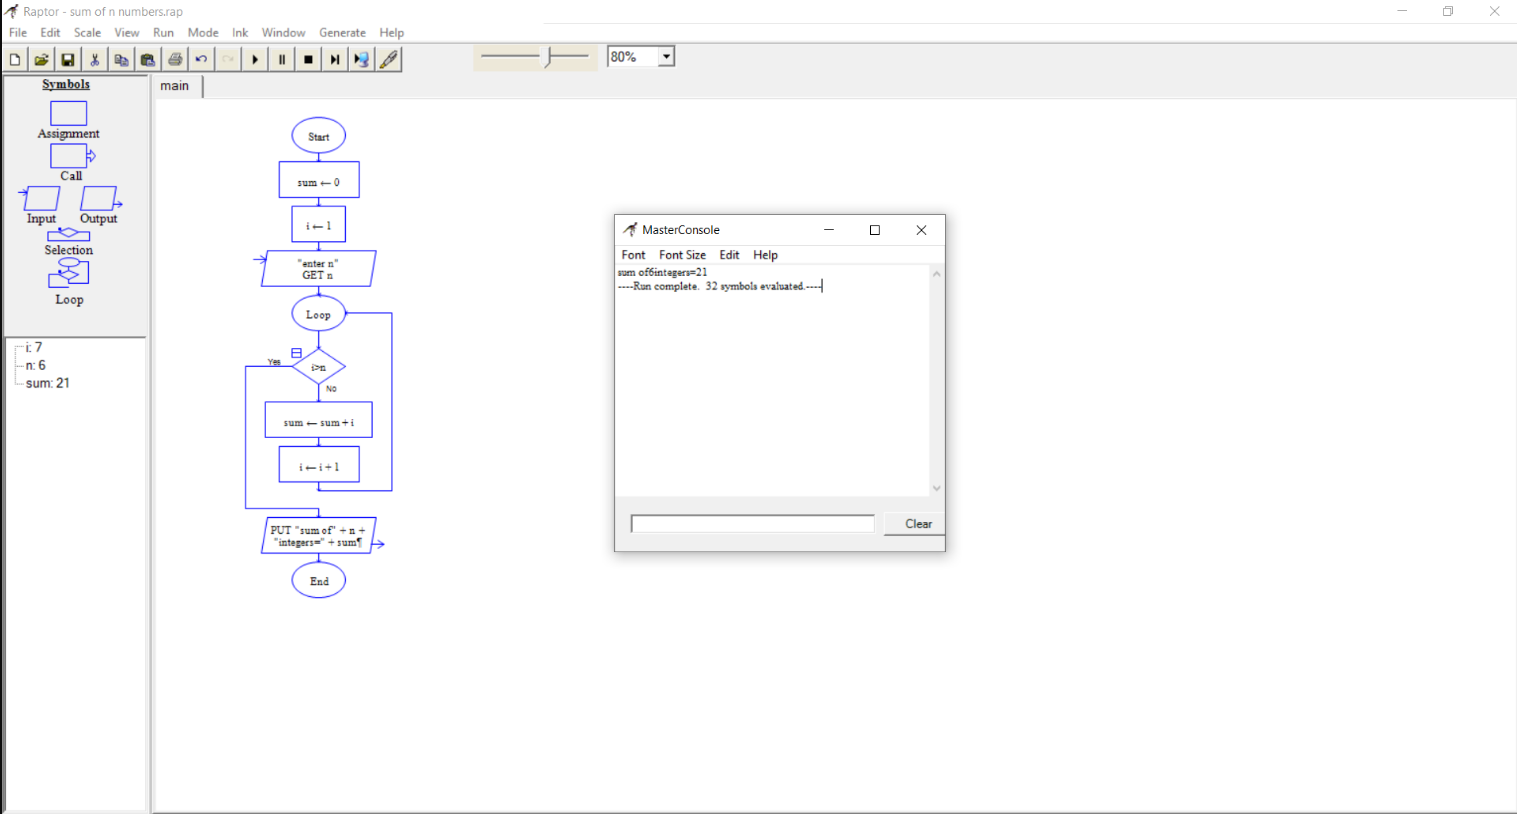 Raptor - sum of n numbers.rap
File Edit Scale View Run Mode Ink Window Generate Help
80%
Symbols
Assignment
Call
Input Output
Selection
Loop
i: 7
n: 6
sum: 21
main
Start
sum ← 0
i ← 1
"enter n"
GET n
Loop
Yes
i>n
No
sum ← sum + i
i ← i + 1
PUT "sum of" + n +
"integers=" + sum¶
End
MasterConsole
Font Font Size Edit Help
sum of6integers=21
----Run complete. 32 symbols evaluated.----
Clear